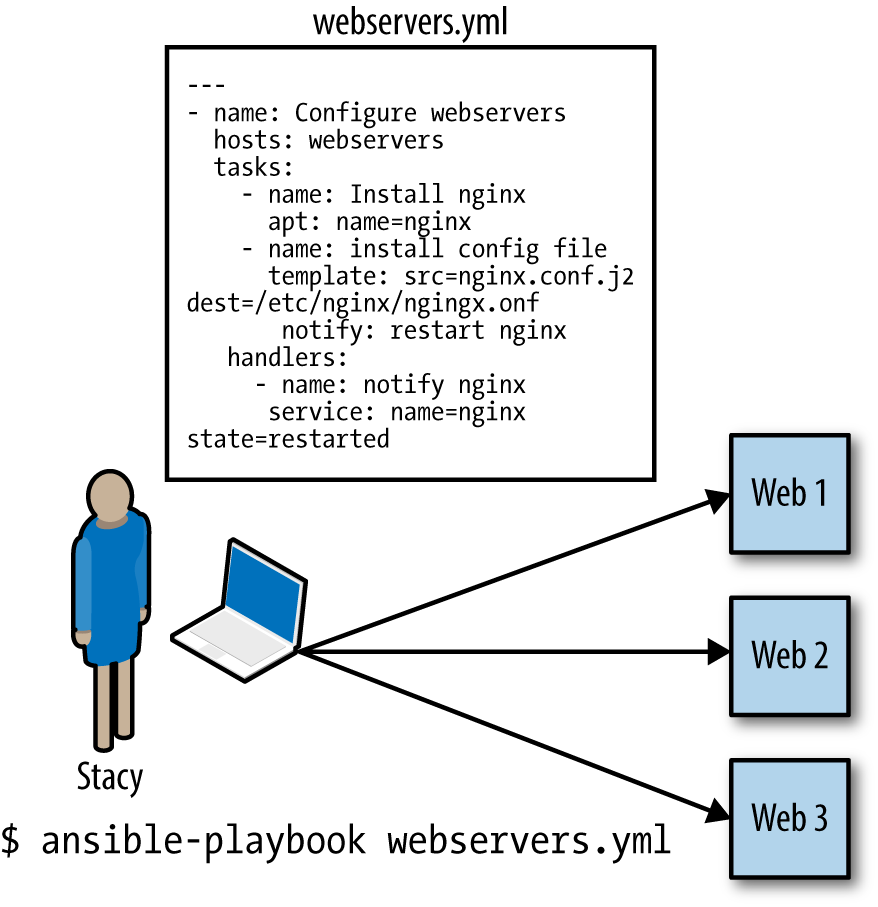 webservers.yml
---
- name: Configure webservers
  hosts: webservers
  tasks:
    - name: Install nginx
      apt: name=nginx
    - name: install config file
      template: src=nginx.conf.j2
dest=/etc/nginx/ngingx.onf
       notify: restart nginx
   handlers:
     - name: notify nginx
      service: name=nginx
state=restarted
Web 1
Web 2
Web 3
Stacy
$ ansible-playbook webservers.yml